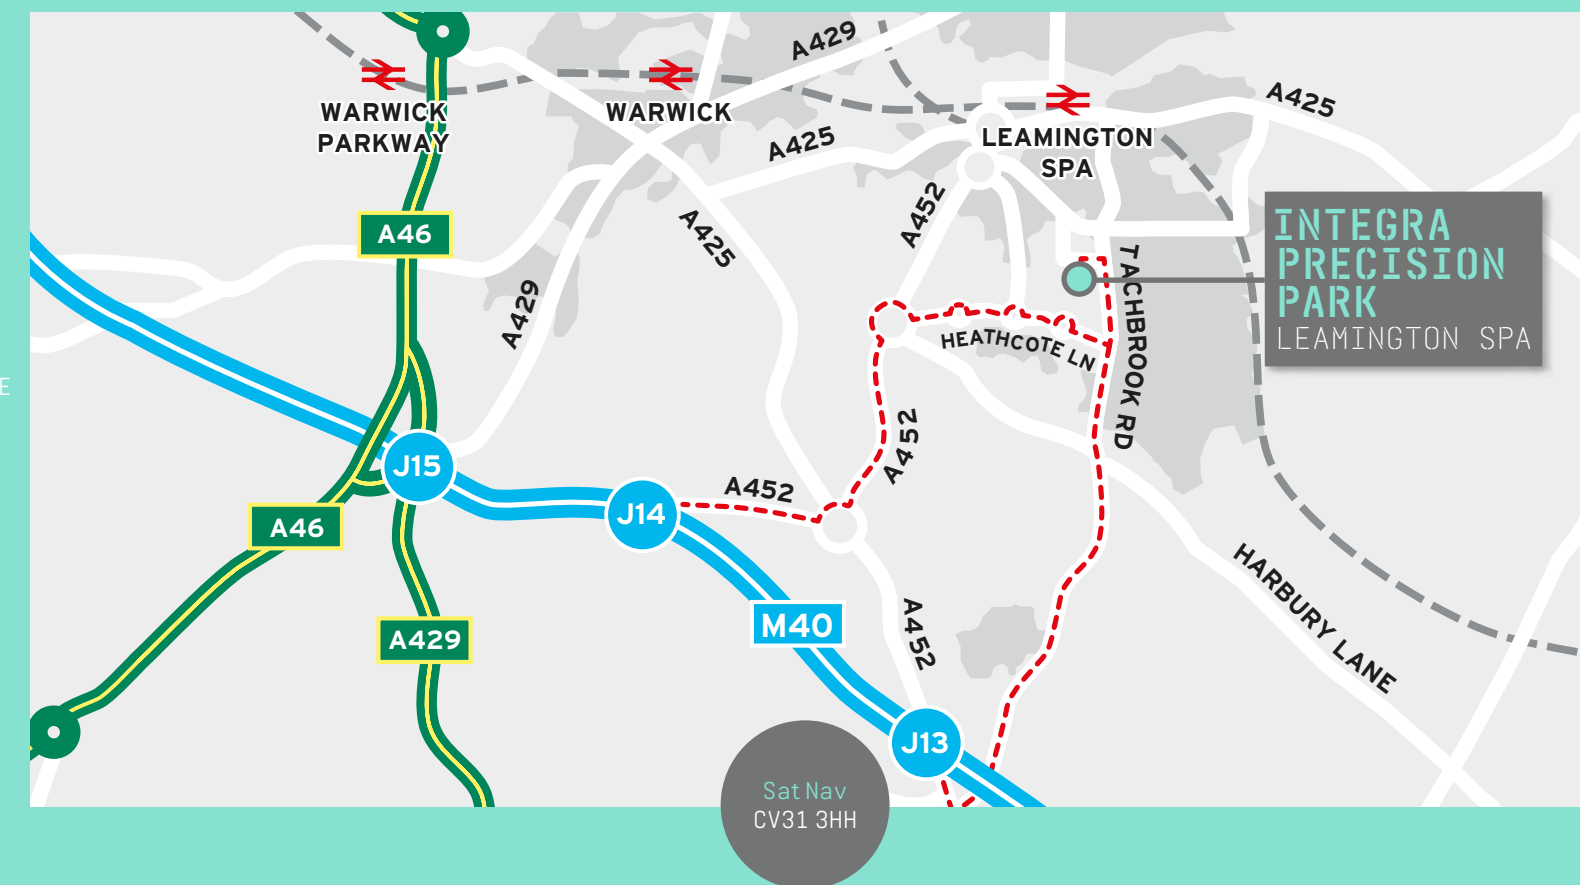 A429
WARWICK
PARKWAY
WARWICK
A425
LEAMINGTON
SPA
A425
A46
A452
A425
INTEGRA
PRECISION
PARK
LEAMINGTON SPA
TACHBROOK RD
A429
HEATHCOTE LN
E
A452
J15
A452
J14
A46
HARBURY LANE
M40
A452
A429
J13
Sat Nav
CV31 3HH